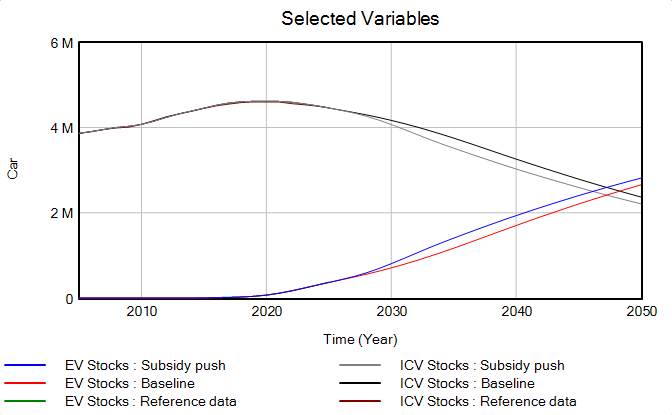 Selected Variables
6 M
4 M
2 M
0
Car
2010 2020 2030 2040 2050
Time (Year)
EV Stocks : Subsidy push
EV Stocks : Baseline
EV Stocks : Reference data
ICV Stocks : Subsidy push
ICV Stocks : Baseline
ICV Stocks : Reference data